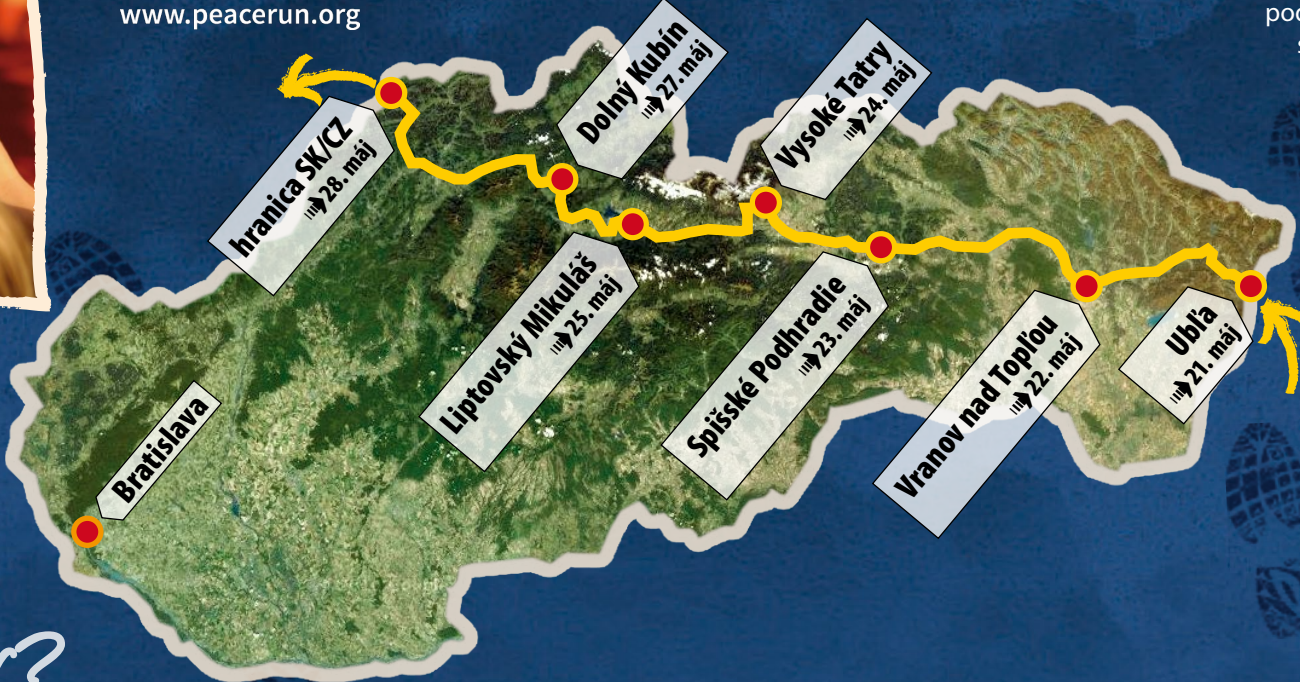 www.peacerun.org
Dolný Kubín
27. máj
Vysoké Tatry
24. máj
hranica SK/CZ
28. máj
Liptovský Mikuláš
25. máj
Spišské Podhradie
23. máj
Vranov nad Topľou
22. máj
Ubľa
21. máj
Bratislava